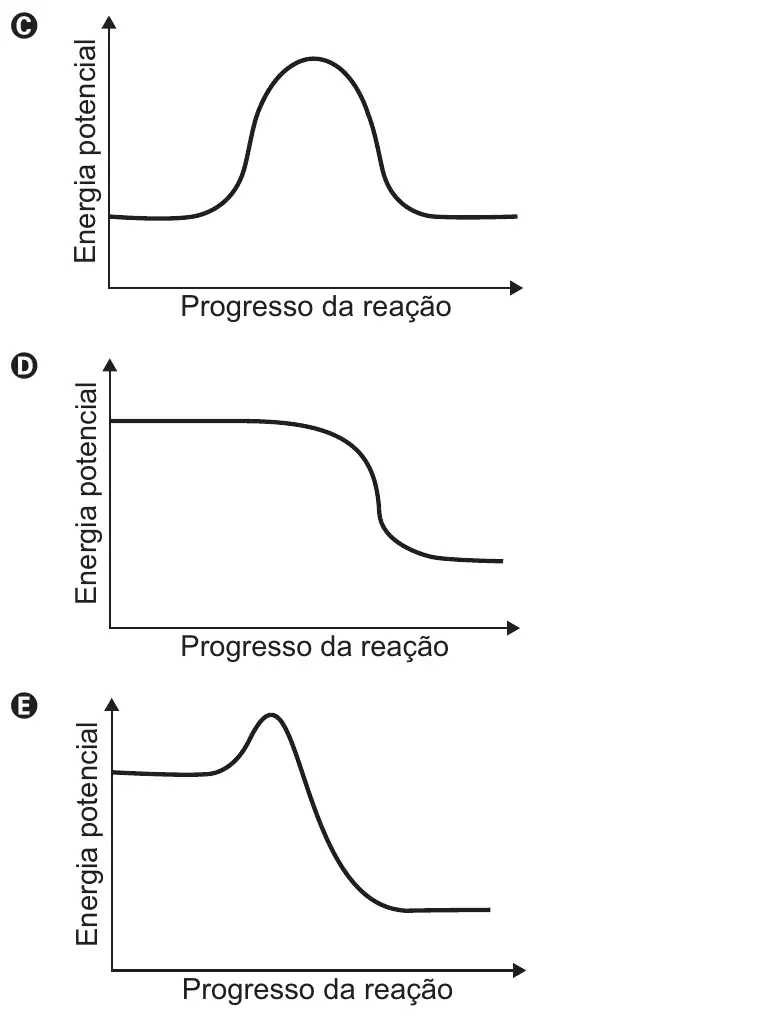 C
Energia potencial
Progresso da reação
D
Energia potencial
Progresso da reação
E
Energia potencial
Progresso da reação